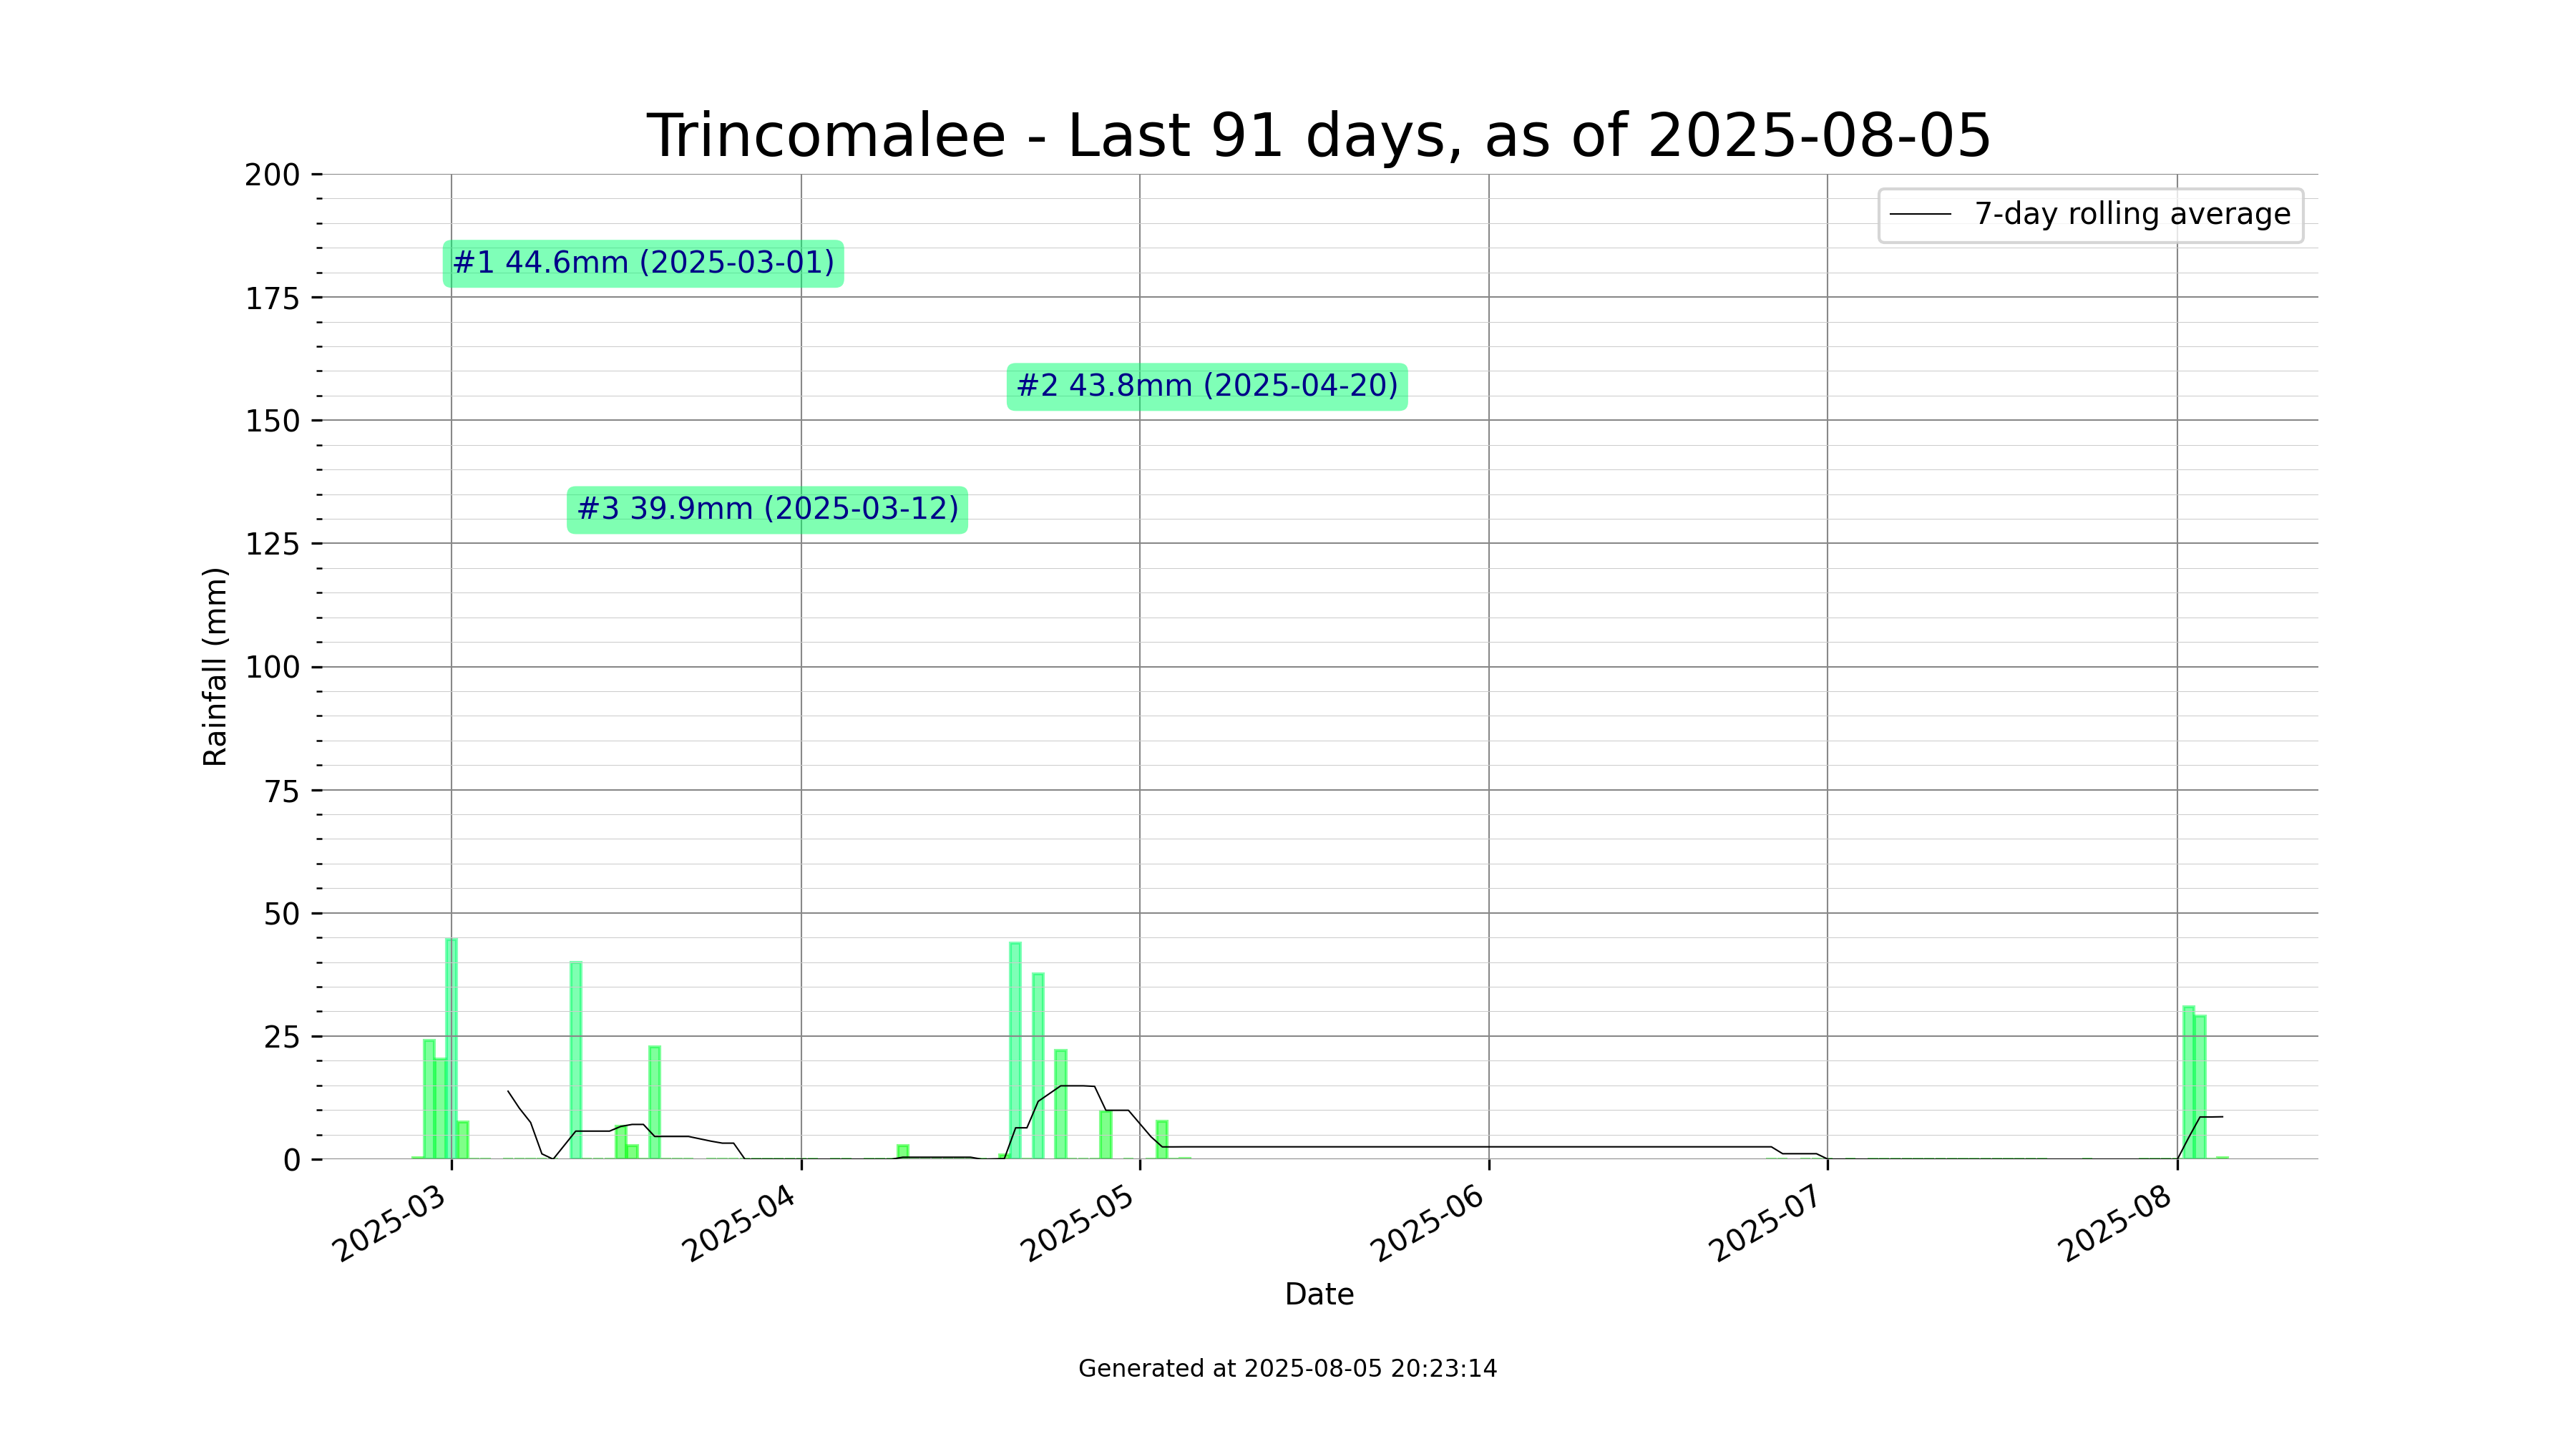 Trincomalee - Last 91 days, as of 2025-08-05
200
175
150
125
100
75
50
25
0
Rainfall (mm)
7-day rolling average
#1 44.6mm (2025-03-01)
#2 43.8mm (2025-04-20)
#3 39.9mm (2025-03-12)
2025-03
2025-04
2025-05
2025-06
2025-07
2025-08
Date
Generated at 2025-08-05 20:23:14